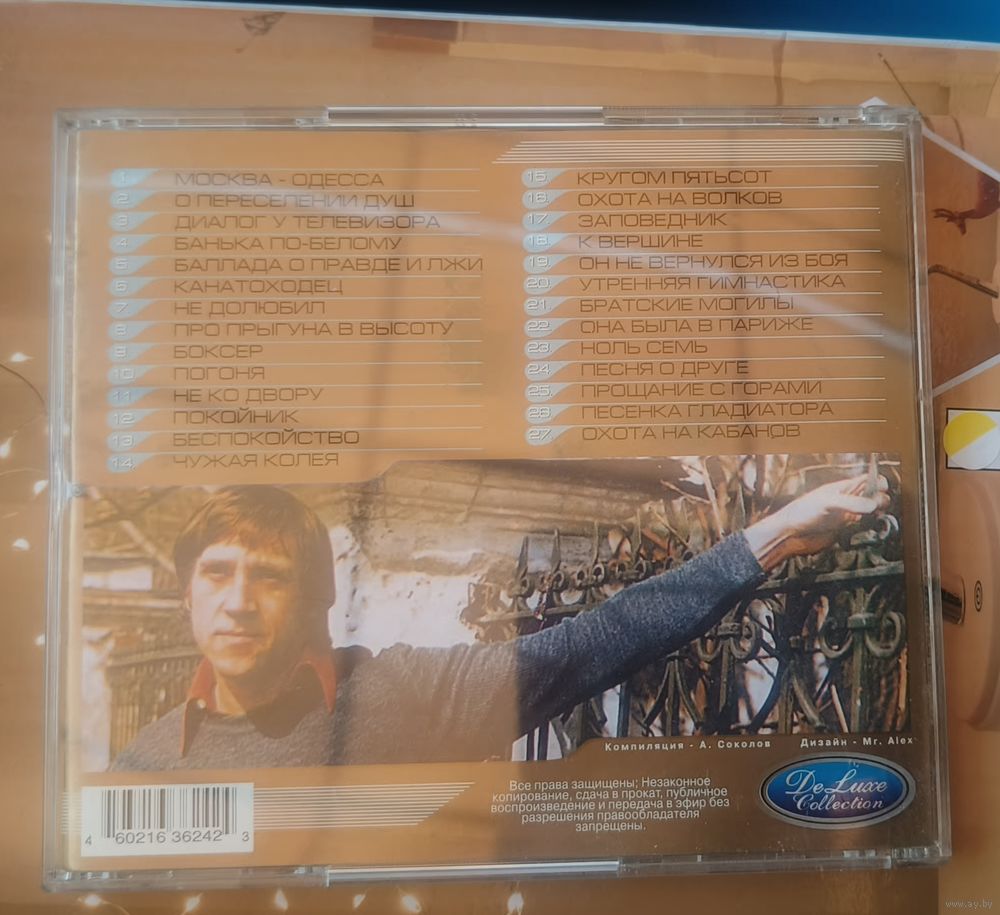 1. МОСКВА - ОДЕССА
2 О ПЕРЕСЕЛЕНИИ ДУШ
3 ДИАЛОГ У ТЕЛЕВИЗОРА
4 БАНЬКА ПО-БЕЛОМУ
5 БАЛЛАДА О ПРАВДЕ И ЛЖИ
6 КАНАТОХОДЕЦ
7 НЕ ДОЛЮБИЛ
8 ПРО ПРЫГУНА В ВЫСОТУ
9 БОКСЕР
10 ПОГОНЯ
11 НЕ КО ДВОРУ
12 ПОКОЙНИК
13 БЕСПОКОЙСТВО
14 ЧУЖАЯ КОЛЕЯ
15. КРУГОМ ПЯТЬСОТ
16. ОХОТА НА ВОЛКОВ
17. ЗАПОВЕДНИК
18. К ВЕРШИНЕ
19. ОН НЕ ВЕРНУЛСЯ ИЗ БОЯ
20. УТРЕННЯЯ ГИМНАСТИКА
21. БРАТСКИЕ МОГИЛЫ
22. ОНА БЫЛА В ПАРИЖЕ
23. НОЛЬ СЕМЬ
24. ПЕСНЯ О ДРУГЕ
25. ПРОЩАНИЕ С ГОРАМИ
26. ПЕСЕНКА ГЛАДИАТОРА
27. ОХОТА НА КАБАНОВ
Компиляция - А. Соколов Дизайн - Mr. Alex
Все права защищены; Незаконное
копирование, сдача в прокат, публичное
воспроизведение и передача в эфир без
разрешения правообладателя
запрещены.
De Luxe
Collection
4 60216 36242 3
www.ay.by